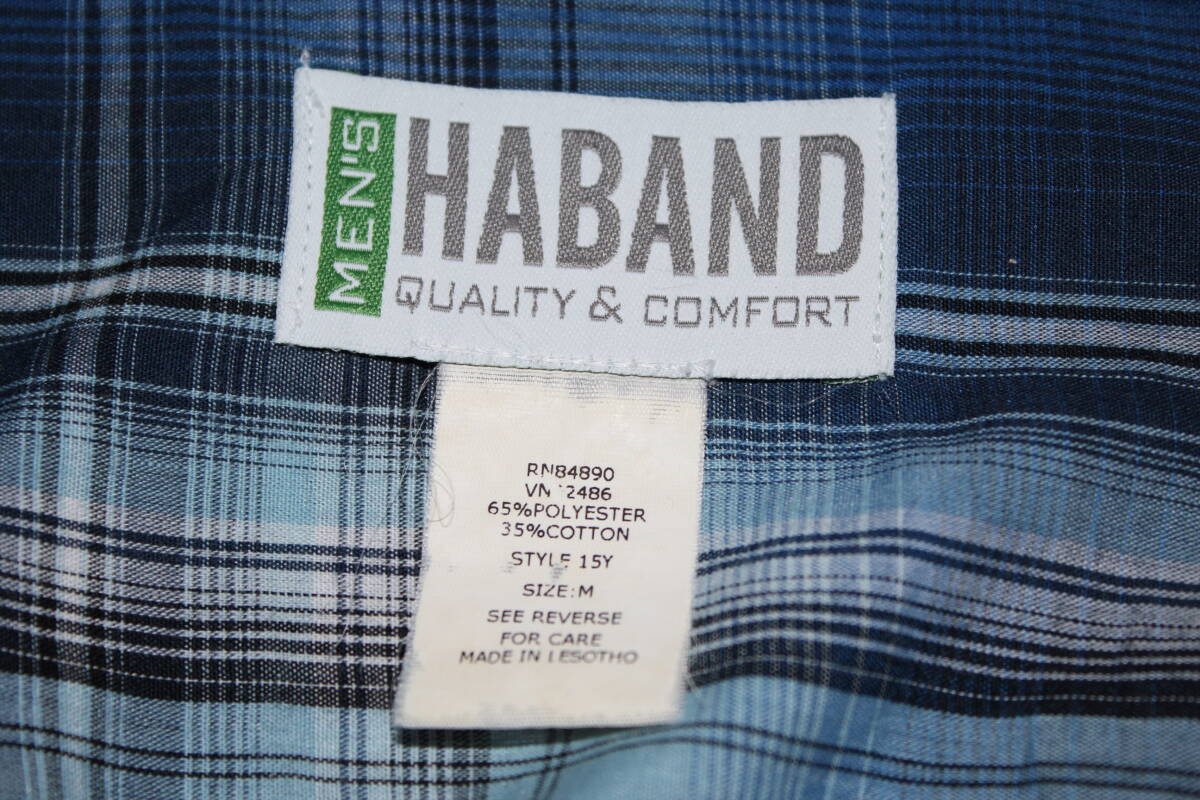 MEN'S
HABAND
QUALITY & COMFORT
RN84890
65%POLYESTER
35%COTTON
STYLE 15Y
SIZE:M
SEE REVERSE
FOR CARE
MADE IN LESOTHO